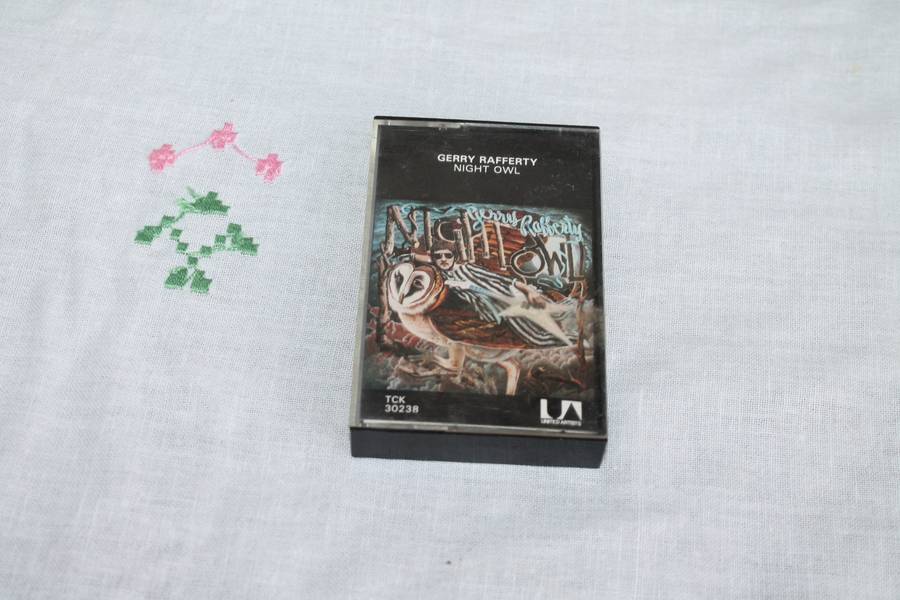 GERRY RAFFERTY
NIGHT OWL
Gerry Rafferty
NIGHT
OWL
TCK
30238
UA
UNITED ARTISTS